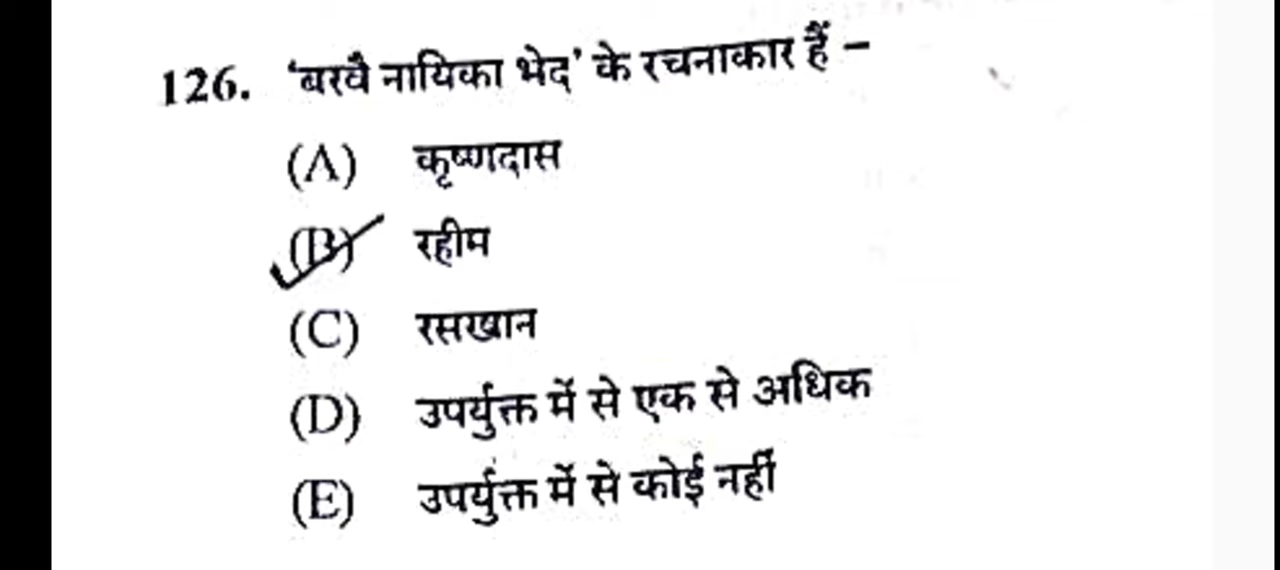 126. 'बरवै नायिका भेद' के रचनाकार हैं –
(A) कृष्णदास
(B) रहीम
(C) रसखान
(D) उपर्युक्त में से एक से अधिक
(E) उपर्युक्त में से कोई नहीं